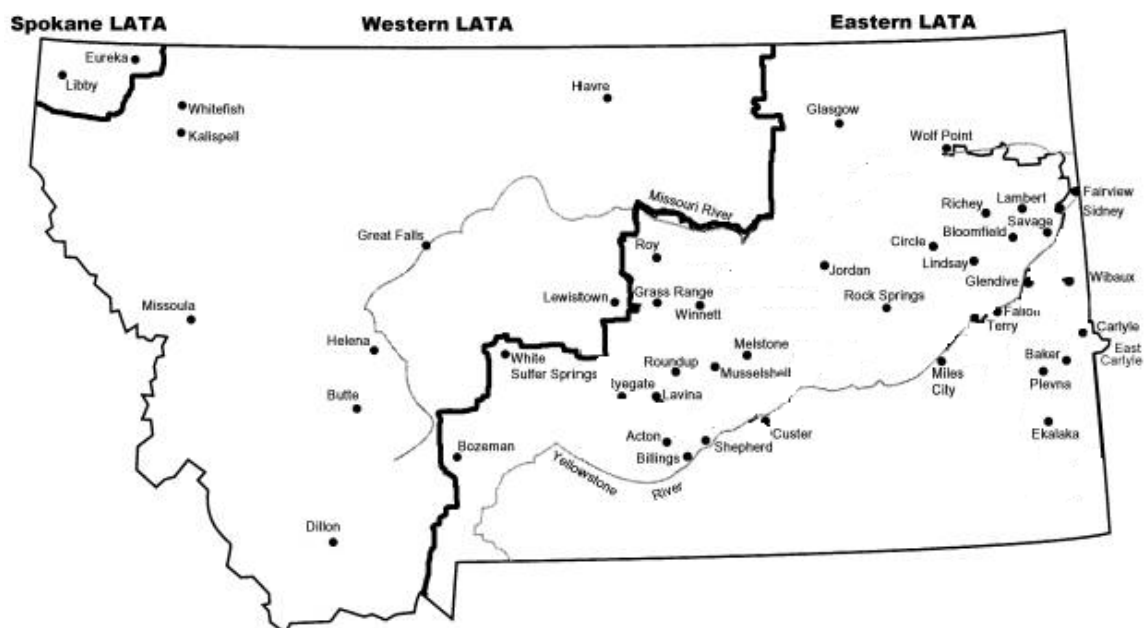 Spokane LATA
Western LATA
Eastern LATA
Eureka
Libby
Whitefish
Kalispell
Havre
Glasgow
Wolf Point
Fairview
Lambert
Richey
Sidney
Savage
Missouri River
Bloomfield
Great Falls
Circle
Roy
Lindsay
Jordan
Glendive
Wibaux
Missoula
Lewisttown
Grass Range
Rock Springs
Winnett
Fallon
Terry
Carlyle
Helena
White
Sulfer Springs
Melstone
East
Carlyle
Roundup
Musselshell
Baker
Miles
City
Plevna
Butte
Lavina
Acton
Custer
Ekalaka
Bozeman
Billings
Shepherd
Yellowstone
River
Dillon